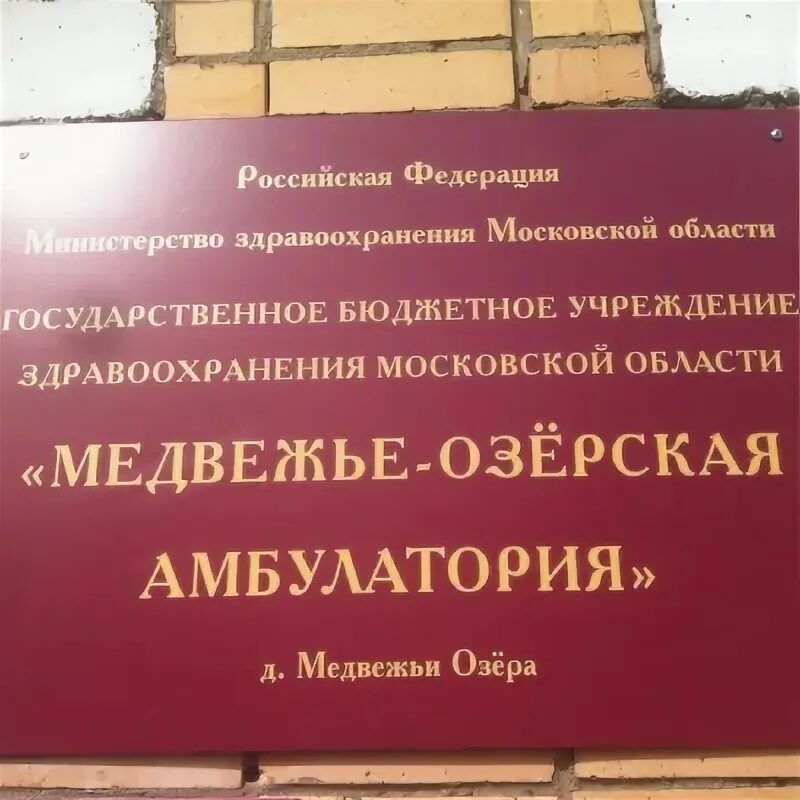 Российская Федерация
Министерство здравоохранения Московской области
ГОСУДАРСТВЕННОЕ БЮДЖЕТНОЕ УЧРЕЖДЕНИЕ
ЗДРАВООХРАНЕНИЯ МОСКОВСКОЙ ОБЛАСТИ
«МЕДВЕЖЬЕ-ОЗЁРСКАЯ
АМБУЛАТОРИЯ»
д. Медвежьи Озёра